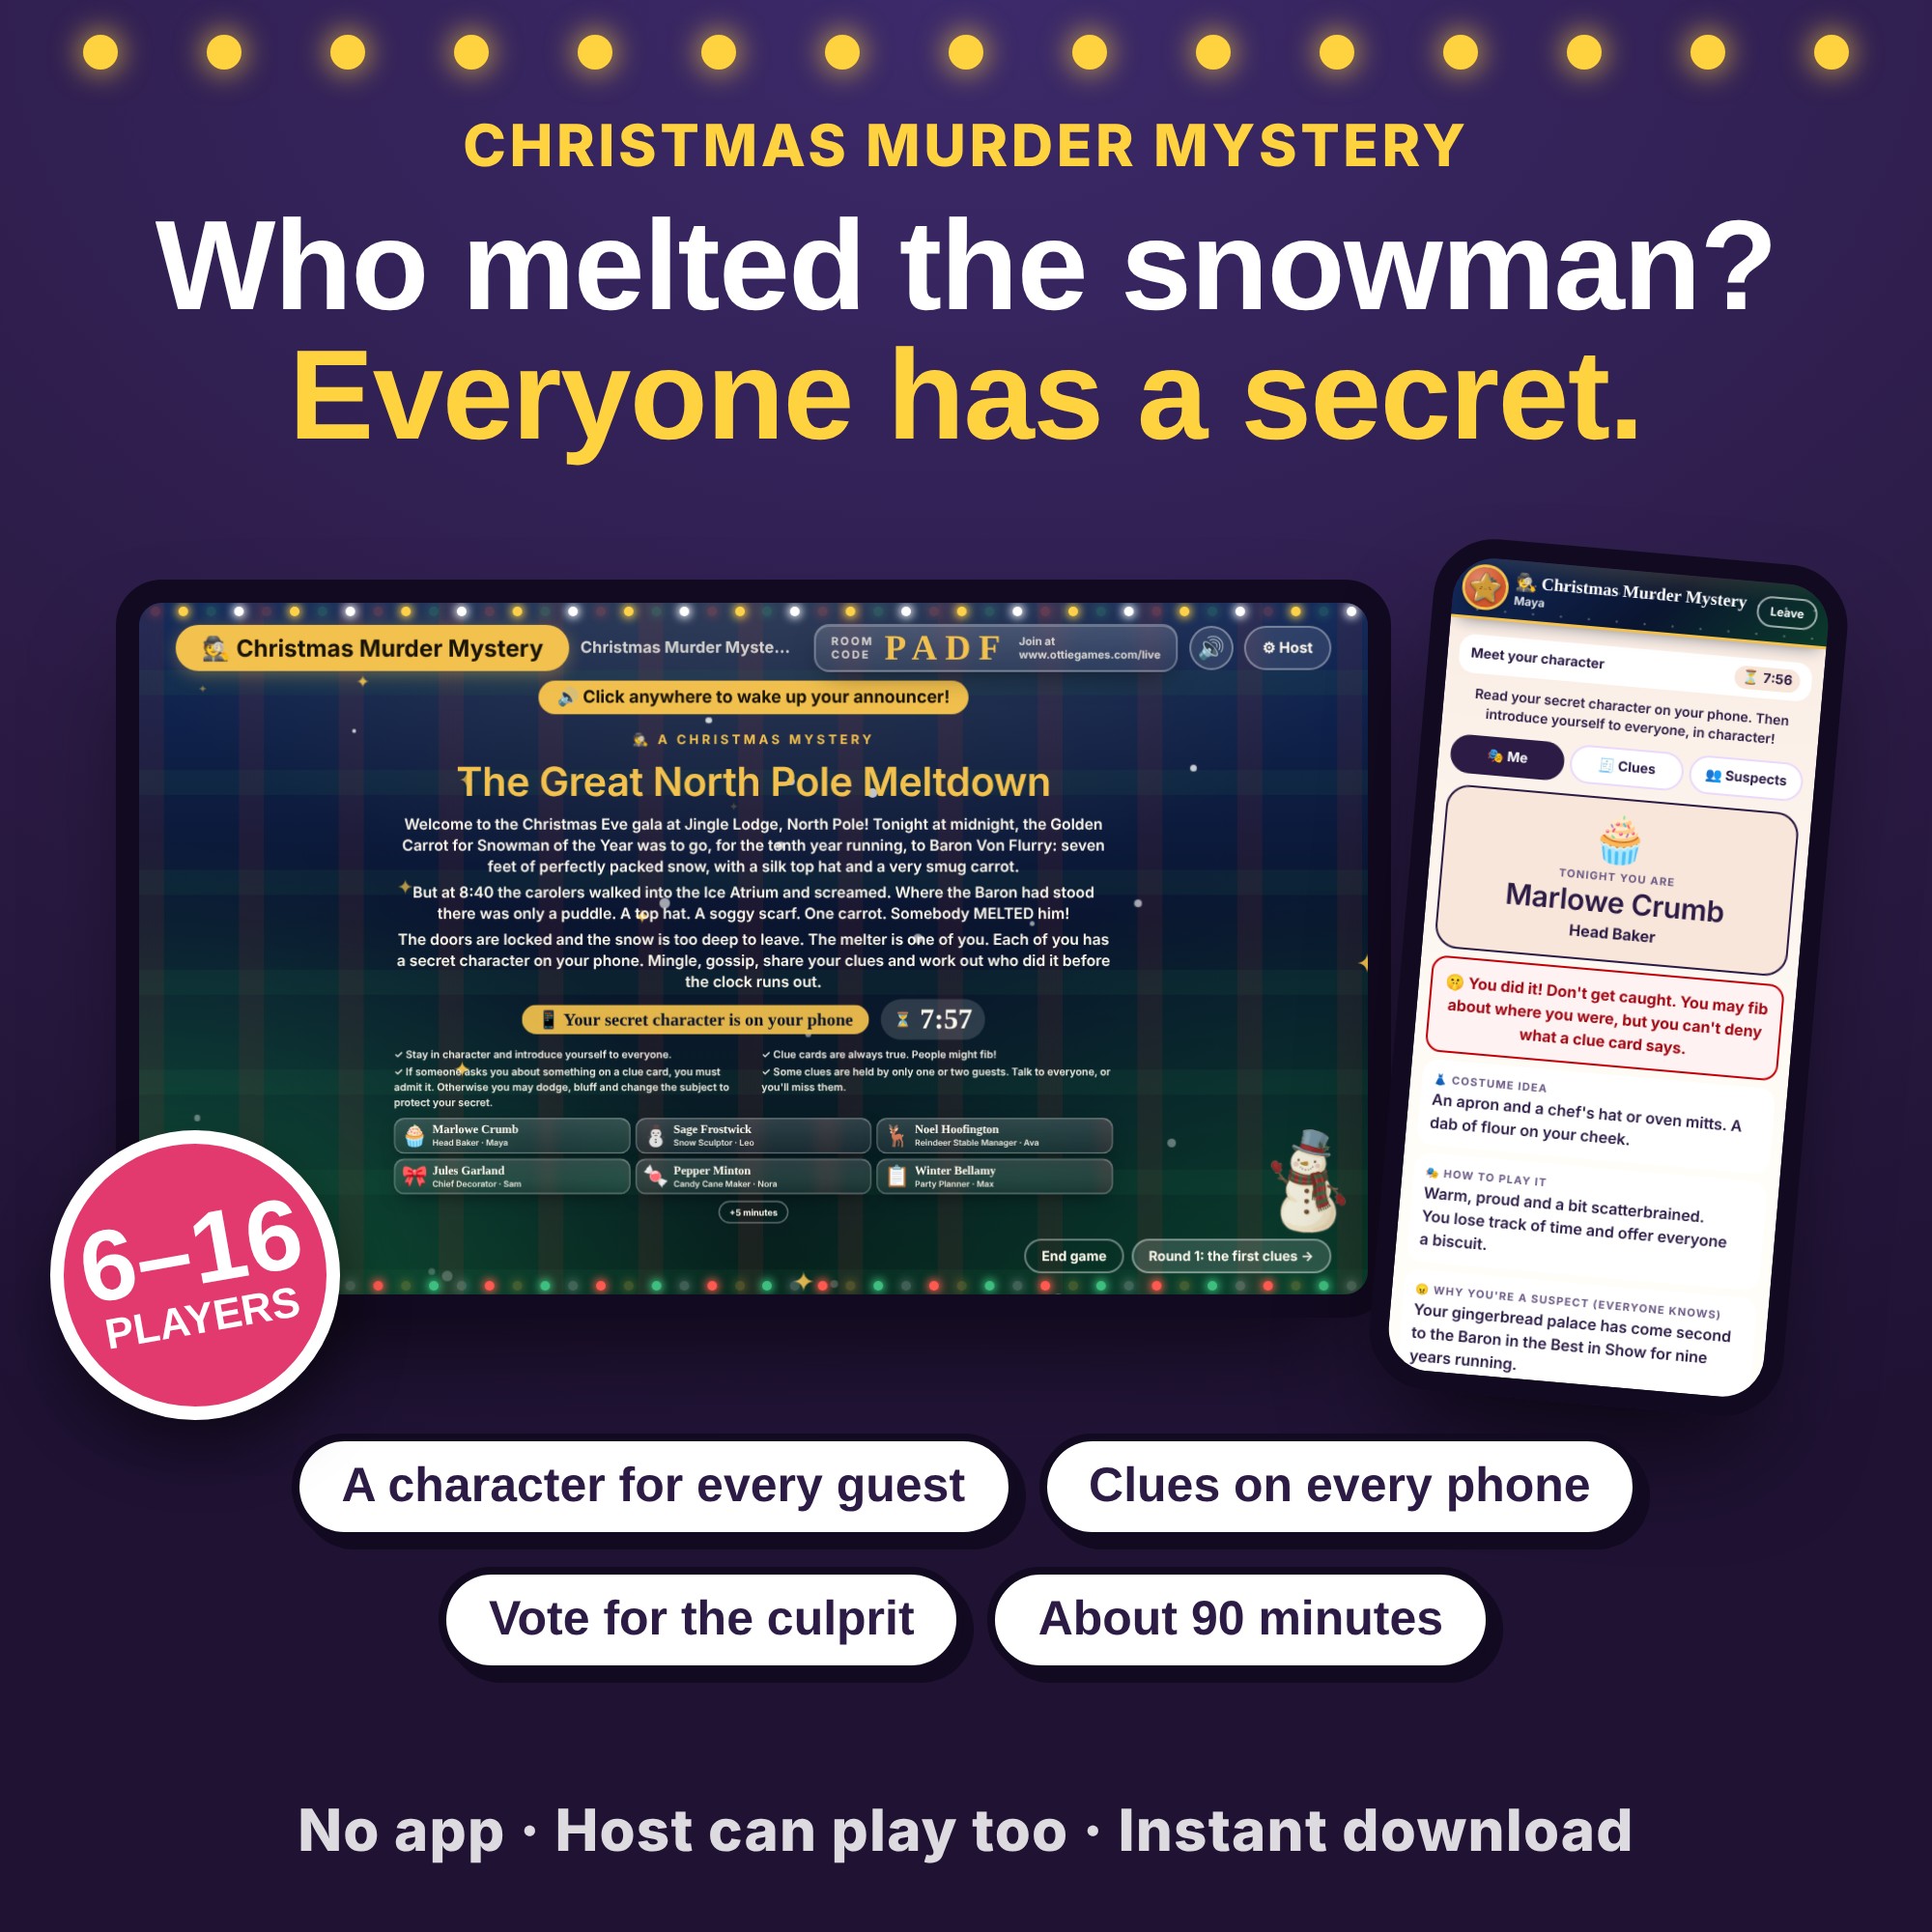 CHRISTMAS MURDER MYSTERY
Who melted the snowman?
Everyone has a secret.
Christmas Murder Mystery
Christmas Murder Myste...
ROOM CODE
PADF
Join at
www.ottiegames.com/live
Host
Click anywhere to wake up your announcer!
A CHRISTMAS MYSTERY
The Great North Pole Meltdown
Welcome to the Christmas Eve gala at Jingle Lodge, North Pole! Tonight at midnight, the Golden
Carrot for Snowman of the Year was to go, for the tenth year running, to Baron Von Flurry: seven
feet of perfectly packed snow, with a silk top hat and a very smug carrot.
But at 8:40 the carolers walked into the Ice Atrium and screamed. Where the Baron had stood
there was only a puddle. A top hat. A soggy scarf. One carrot. Somebody MELTED him!
The doors are locked and the snow is too deep to leave. The melter is one of you. Each of you has
a secret character on your phone. Mingle, gossip, share your clues and work out who did it before
the clock runs out.
Your secret character is on your phone
7:57
✓ Stay in character and introduce yourself to everyone.
✓ If someone asks you about something on a clue card, you must
admit it. Otherwise you may dodge, bluff and change the subject to
protect your secret.
✓ Clue cards are always true. People might fib!
✓ Some clues are held by only one or two guests. Talk to everyone, or
you'll miss them.
Marlowe Crumb
Head Baker · Maya
Sage Frostwick
Snow Sculptor · Leo
Noel Hoofington
Reindeer Stable Manager · Ava
Jules Garland
Chief Decorator · Sam
Pepper Minton
Candy Cane Maker · Nora
Winter Bellamy
Party Planner · Max
+5 minutes
End game
Round 1: the first clues →
Christmas Murder Mystery
Maya
Leave
Meet your character
7:56
Read your secret character on your phone. Then
introduce yourself to everyone, in character!
Me
Clues
Suspects
TONIGHT YOU ARE
Marlowe Crumb
Head Baker
You did it! Don't get caught. You may fib
about where you were, but you can't deny
what a clue card says.
COSTUME IDEA
An apron and a chef's hat or oven mitts. A
dab of flour on your cheek.
HOW TO PLAY IT
Warm, proud and a bit scatterbrained.
You lose track of time and offer everyone
a biscuit.
WHY YOU'RE A SUSPECT (EVERYONE KNOWS)
Your gingerbread palace has come second
to the Baron in the Best in Show for nine
years running.
6–16
PLAYERS
A character for every guest
Clues on every phone
Vote for the culprit
About 90 minutes
No app · Host can play too · Instant download